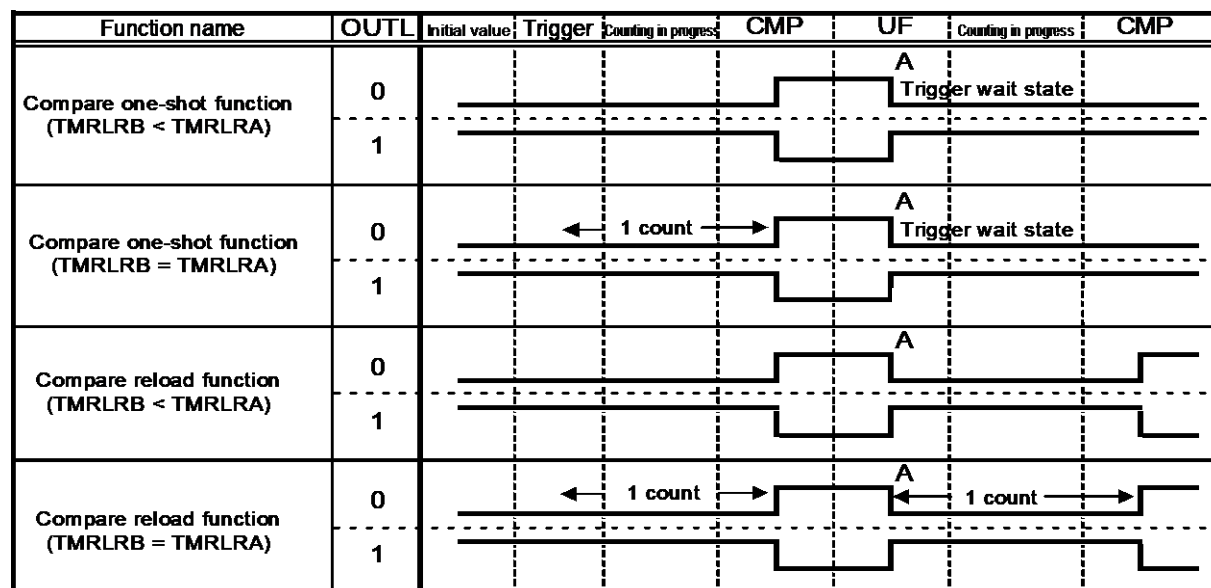 Function name OUTL Initial value Trigger Counting in progress CMP UF Counting in progress CMP
Compare one-shot function
(TMRLRB < TMRLRA)
0
A
Trigger wait state
1
Compare one-shot function
(TMRLRB = TMRLRA)
0
1 count
A
Trigger wait state
1
Compare reload function
(TMRLRB < TMRLRA)
0
A
1
Compare reload function
(TMRLRB = TMRLRA)
0
1 count
A
1 count
1